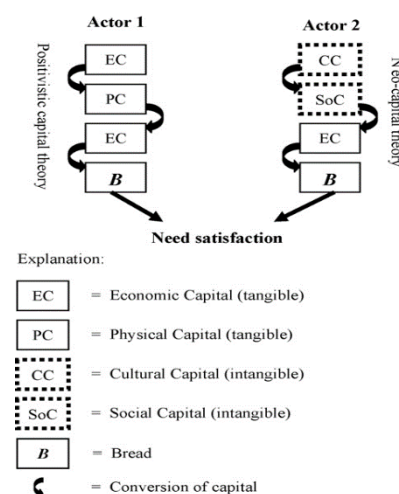 Actor 1
Actor 2
Positivistic capital theory
EC
PC
EC
B
CC
SoC
EC
B
Neo-capital theory
Need satisfaction
Explanation:
EC = Economic Capital (tangible)
PC = Physical Capital (tangible)
CC = Cultural Capital (intangible)
SoC = Social Capital (intangible)
B = Bread
= Conversion of capital